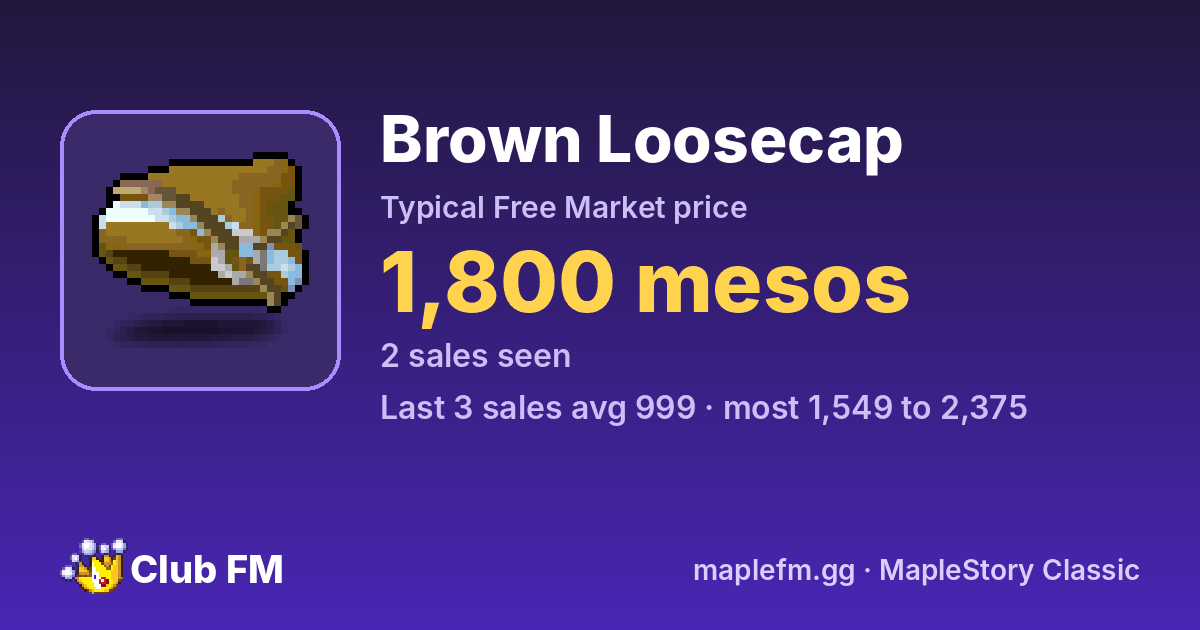 Brown Loosecap
Typical Free Market price
1,800 mesos
2 sales seen
Last 3 sales avg 999 · most 1,549 to 2,375
Club FM
maplefm.gg · MapleStory Classic